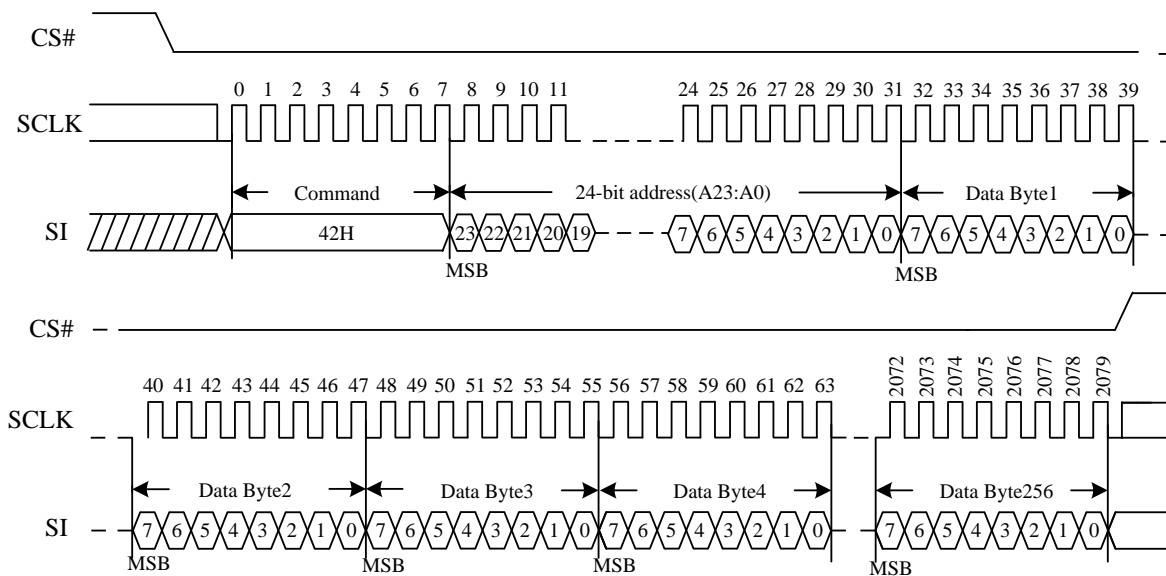 CS#
0 1 2 3 4 5 6 7 8 9 10 11 24 25 26 27 28 29 30 31 32 33 34 35 36 37 38 39
SCLK
Command 24-bit address(A23:A0) Data Byte1
SI 42H 23 22 21 20 19 7 6 5 4 3 2 1 0 7 6 5 4 3 2 1 0
MSB MSB
CS#
40 41 42 43 44 45 46 47 48 49 50 51 52 53 54 55 56 57 58 59 60 61 62 63 2072 2073 2074 2075 2076 2077 2078 2079
SCLK
Data Byte2 Data Byte3 Data Byte4 Data Byte256
SI 7 6 5 4 3 2 1 0 7 6 5 4 3 2 1 0 7 6 5 4 3 2 1 0 7 6 5 4 3 2 1 0
MSB MSB MSB MSB